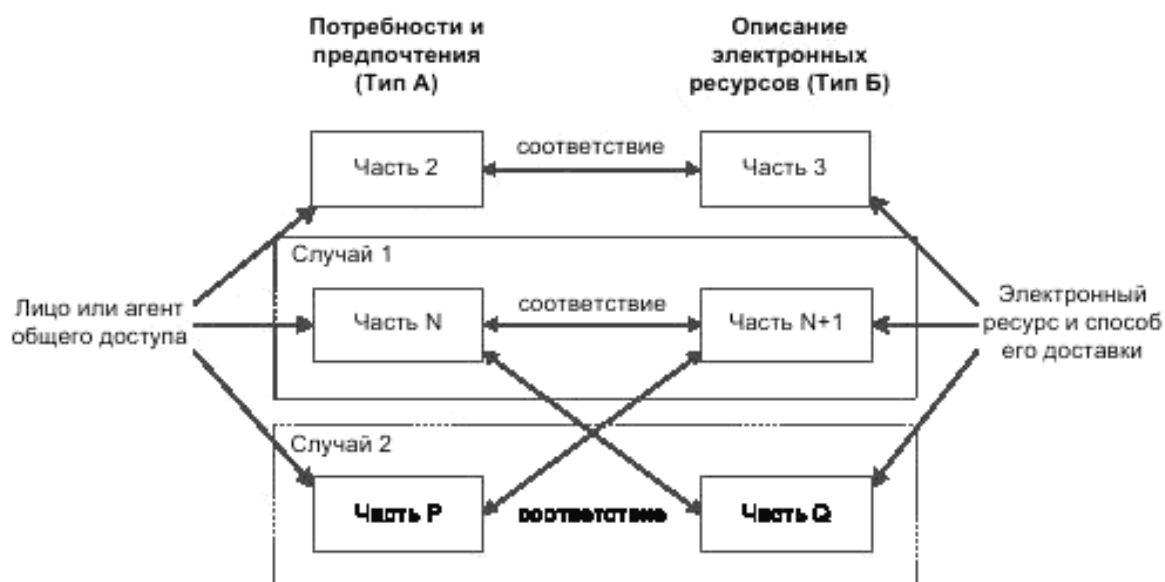 Потребности и
предпочтения
(Тип А)
Описание
электронных
ресурсов (Тип Б)
Часть 2
соответствие
Часть 3
Случай 1
Лицо или агент
общего доступа
Часть N
соответствие
Часть N+1
Электронный
ресурс и способ
его доставки
Случай 2
Часть P
соответствие
Часть Q